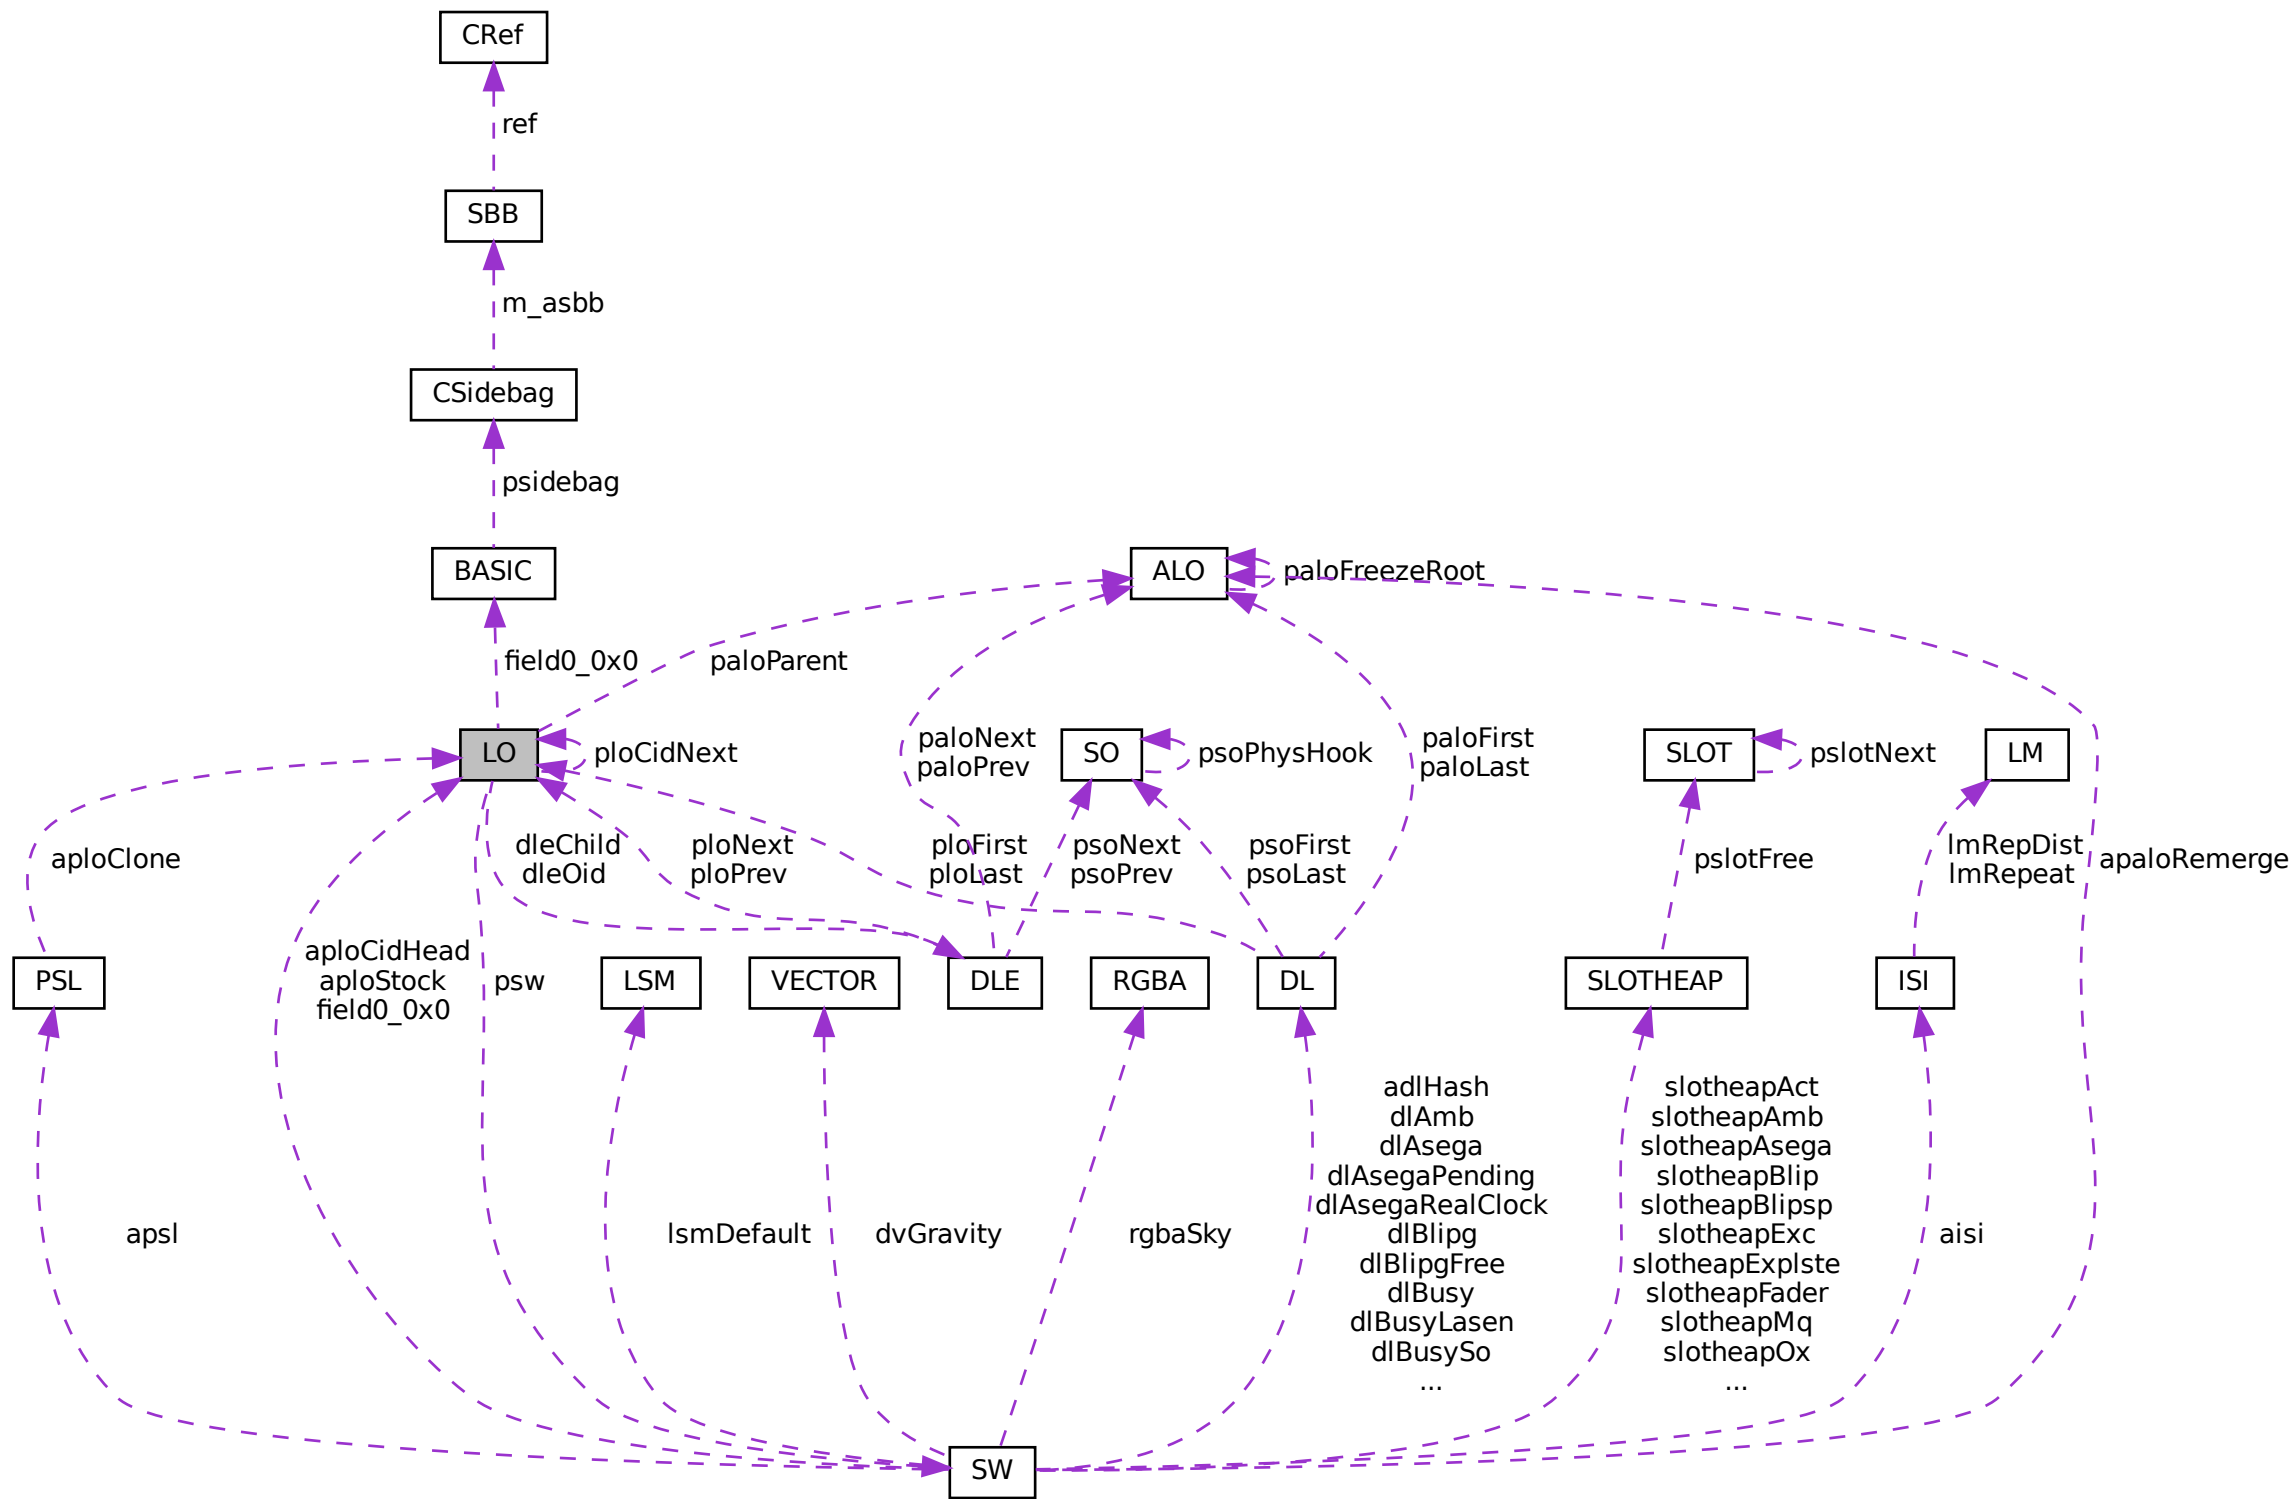 CRef
ref
SBB
m_asbb
CSidebag
psidebag
BASIC
ALO
paloFreezeRoot
field0_0x0
paloParent
LO
ploCidNext
paloNext
paloPrev
SO
psoPhysHook
paloFirst
paloLast
SLOT
pslotNext
LM
aploClone
dleChild
dleOid
ploNext
ploPrev
ploFirst
ploLast
psoNext
psoPrev
psoFirst
psoLast
pslotFree
lmRepDist
lmRepeat
apaloRemerge
PSL
aploCidHead
aploStock
field0_0x0
psw
LSM
VECTOR
DLE
RGBA
DL
SLOTHEAP
ISI
apsl
lsmDefault
dvGravity
rgbaSky
adlHash
dlAmb
dlAsega
dlAsegaPending
dlAsegaRealClock
dlBlipg
dlBlipgFree
dlBusy
dlBusyLasen
dlBusySo
...
slotheapAct
slotheapAmb
slotheapAsega
slotheapBlip
slotheapBlipsp
slotheapExc
slotheapExplste
slotheapFader
slotheapMq
slotheapOx
...
aisi
SW